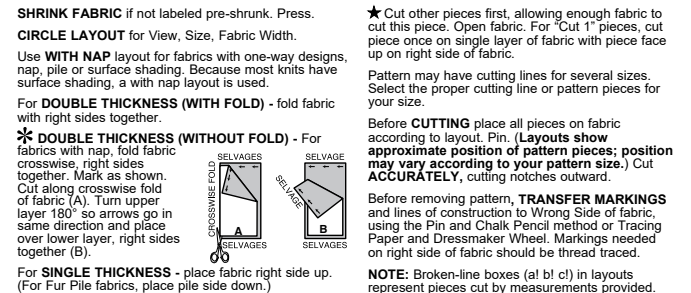 SHRINK FABRIC if not labeled pre-shrunk. Press.
CIRCLE LAYOUT for View, Size, Fabric Width.
Use WITH NAP layout for fabrics with one-way designs,
nap, pile or surface shading. Because most knits have
surface shading, a with nap layout is used.
For DOUBLE THICKNESS (WITH FOLD) - fold fabric
with right sides together.
* DOUBLE THICKNESS (WITHOUT FOLD) - For
fabrics with nap, fold fabric
crosswise, right sides
together. Mark as shown.
Cut along crosswise fold
of fabric (A). Turn upper
layer 180° so arrows go in
same direction and place
over lower layer, right sides
together (B).
SELVAGES
CROSSWISE FOLD
A
SELVAGES
SELVAGES
SELVAGE
B
SELVAGES
For SINGLE THICKNESS - place fabric right side up.
(For Fur Pile fabrics, place pile side down.)
★ Cut other pieces first, allowing enough fabric to
cut this piece. Open fabric. For “Cut 1” pieces, cut
piece once on single layer of fabric with piece face
up on right side of fabric.
Pattern may have cutting lines for several sizes.
Select the proper cutting line or pattern pieces for
your size.
Before CUTTING place all pieces on fabric
according to layout. Pin. (Layouts show
approximate position of pattern pieces; position
may vary according to your pattern size.) Cut
ACCURATELY, cutting notches outward.
Before removing pattern, TRANSFER MARKINGS
and lines of construction to Wrong Side of fabric,
using the Pin and Chalk Pencil method or Tracing
Paper and Dressmaker Wheel. Markings needed
on right side of fabric should be thread traced.
NOTE: Broken-line boxes (a! b! c!) in layouts
represent pieces cut by measurements provided.